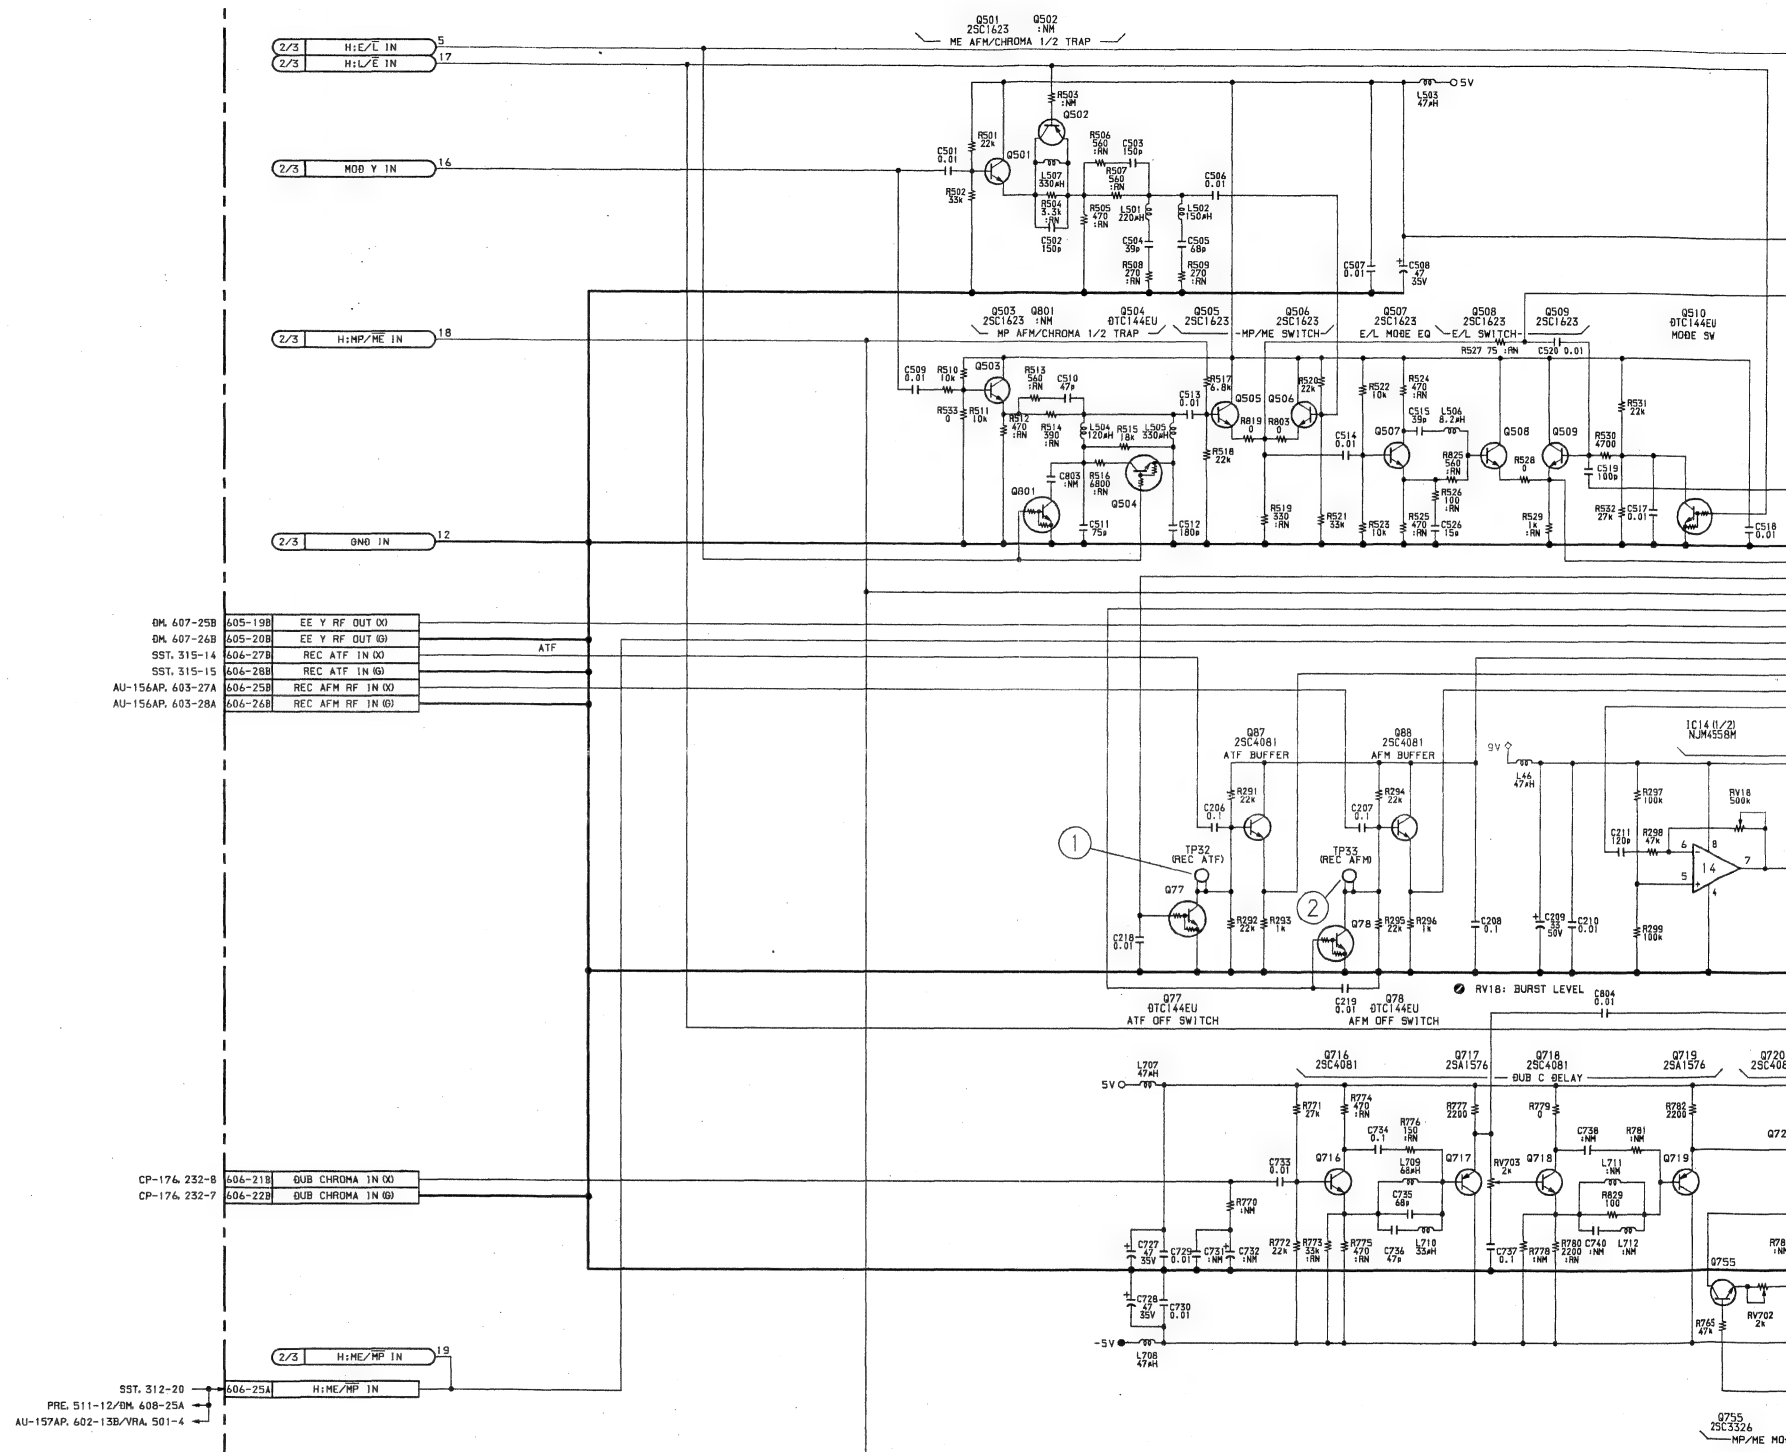 Q501 Q502
2SC1623 :NM
ME AFM/CHROMA 1/2 TRAP
2/3 H:E/L̅ IN 5
2/3 H:L/E̅ IN 17
L503
47μH
5V
R503
:NM
Q502
R501
22k
C501
0.01
Q501
R506
560
:RN
C503
150p
2/3 MOD Y IN 16
L507
330μH
R507
560
:RN
C506
0.01
R502
33k
R504
3.3k
:RN
R505
470
:RN
L501
220μH
L502
150μH
C502
150p
C504
39p
C505
68p
R508
270
:RN
R509
270
:RN
C507
0.01
C508
47
35V
Q503 Q801
2SC1623 :NM
Q504
DTC144EU
MP AFM/CHROMA 1/2 TRAP
Q505
2SC1623
Q506
2SC1623
MP/ME SWITCH
Q507
2SC1623
E/L MODE EQ
Q508
2SC1623
Q509
2SC1623
E/L SWITCH
Q510
DTC144EU
MODE SW
2/3 H:MP/M̅E̅ IN 18
R527 75 :RN
C520 0.01
C509
0.01
R510
10k
Q503
R513
560
:RN
C510
47p
R517
6.8k
R520
22k
R522
10k
R524
470
:RN
R533
0
R511
10k
R512
470
:RN
R514
390
:RN
L504
120μH
R515
18k
L505
330μH
C513
0.01
Q505
Q506
R819
0
R803
0
C514
0.01
Q507
C515
39p
L506
8.2μH
Q508
Q509
R531
22k
R530
4700
C519
100p
R518
22k
R825
560
:RN
R528
0
C803
:NM
R516
6800
:RN
Q504
Q801
R526
100
:RN
C511
75p
C512
180p
R519
330
:RN
R521
33k
R523
10k
R525
470
:RN
C526
15p
R529
1k
:RN
R532
27k
C517
0.01
C518
0.01
2/3 GND IN 12
DM. 607-25B 605-19B EE Y RF OUT (X)
DM. 607-26B 605-20B EE Y RF OUT (G)
SST. 315-14 606-27B REC ATF IN (X)
ATF
SST. 315-15 606-28B REC ATF IN (G)
AU-156AP. 603-27A 606-25B REC AFM RF IN (X)
AU-156AP. 603-28A 606-26B REC AFM RF IN (G)
Q87
2SC4081
ATF BUFFER
Q88
2SC4081
AFM BUFFER
9V
L46
47μH
IC14 (1/2)
NJM4558M
R291
22k
C206
0.1
R294
22k
C207
0.1
R297
100k
RV18
500k
C211
120p
R298
47k
6
5
8
14
7
4
1
TP32
(REC ATF)
TP33
(REC AFM)
2
Q77
Q78
C218
0.01
R292
22k
R293
1k
R295
22k
R296
1k
C208
0.1
C209
33
50V
C210
0.01
R299
100k
RV18: BURST LEVEL
Q77
DTC144EU
ATF OFF SWITCH
C219
0.01
Q78
DTC144EU
AFM OFF SWITCH
C804
0.01
L707
47μH
5V
Q716
2SC4081
Q717
2SA1576
Q718
2SC4081
Q719
2SA1576
DUB C DELAY
Q720
2SC408
R771
27k
R774
470
:RN
C734
0.1
R776
150
:RN
R777
2200
R779
0
C738
:NM
R781
:NM
R782
2200
Q72
C733
0.01
Q716
L709
68μH
Q717
RV703
2k
Q718
L711
:NM
Q719
CP-176. 232-8 606-21B DUB CHROMA IN (X)
CP-176. 232-7 606-22B DUB CHROMA IN (G)
R770
:NM
C735
68p
R829
100
C727
47
35V
C729
0.01
C731
:NM
C732
:NM
R772
22k
R773
33k
:RN
R775
470
:RN
C736
47p
L710
33μH
C737
0.1
R778
:NM
R780
2200
:RN
C740
:NM
L712
:NM
R78
:NM
Q755
C728
47
35V
C730
0.01
R765
47k
RV702
2k
-5V
L708
47μH
2/3 H:ME/M̅P̅ IN 19
SST. 312-20 606-25A H:ME/M̅P̅ IN
PRE. 511-12/DM. 608-25A
AU-157AP. 602-13B/VRA. 501-4
Q755
2SC3326
MP/ME MO